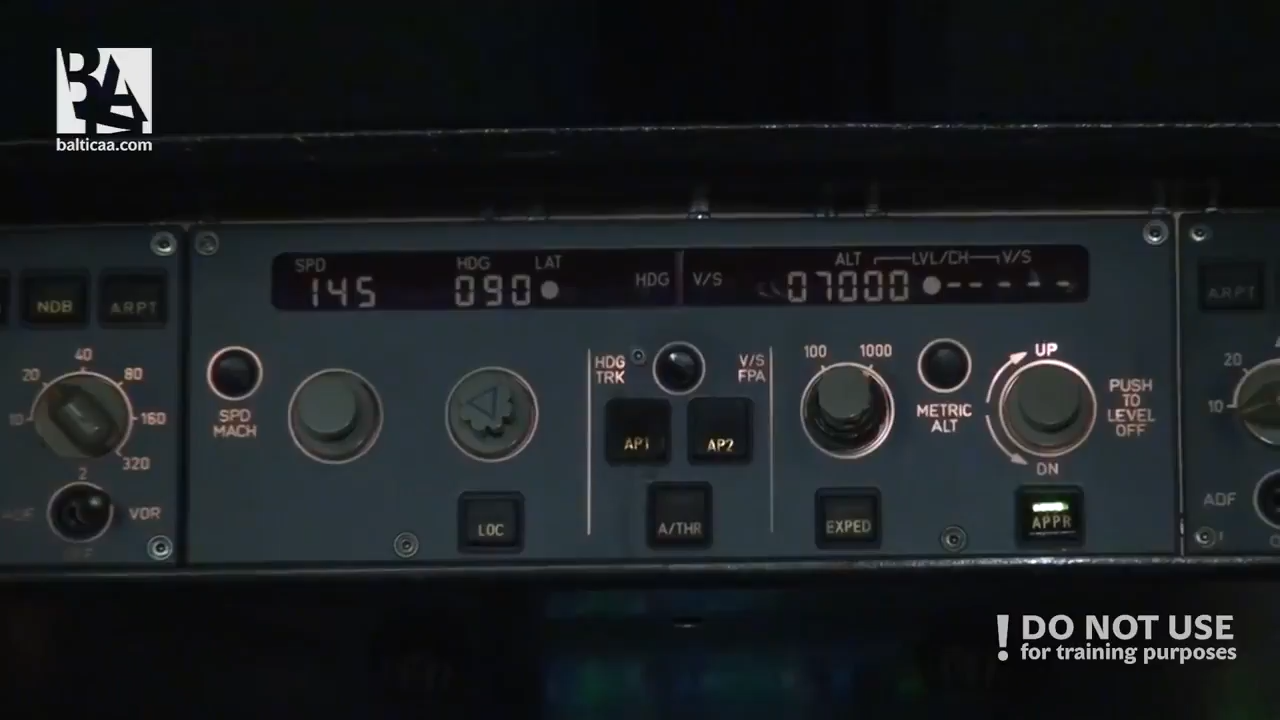 BA
balticaa.com
SPD HDG LAT ALT LVL/CH V/S
145 090 HDG V/S 07000 -----
NDB ARPT
ARPT
40
20 80
10 160
320
2
VOR
SPD
MACH
HDG
TRK
V/S
FPA
AP1 AP2
A/THR
LOC
100 1000
METRIC
ALT
UP
DN
PUSH
TO
LEVEL
OFF
EXPED
APPR
20
10
ADF
! DO NOT USE
for training purposes